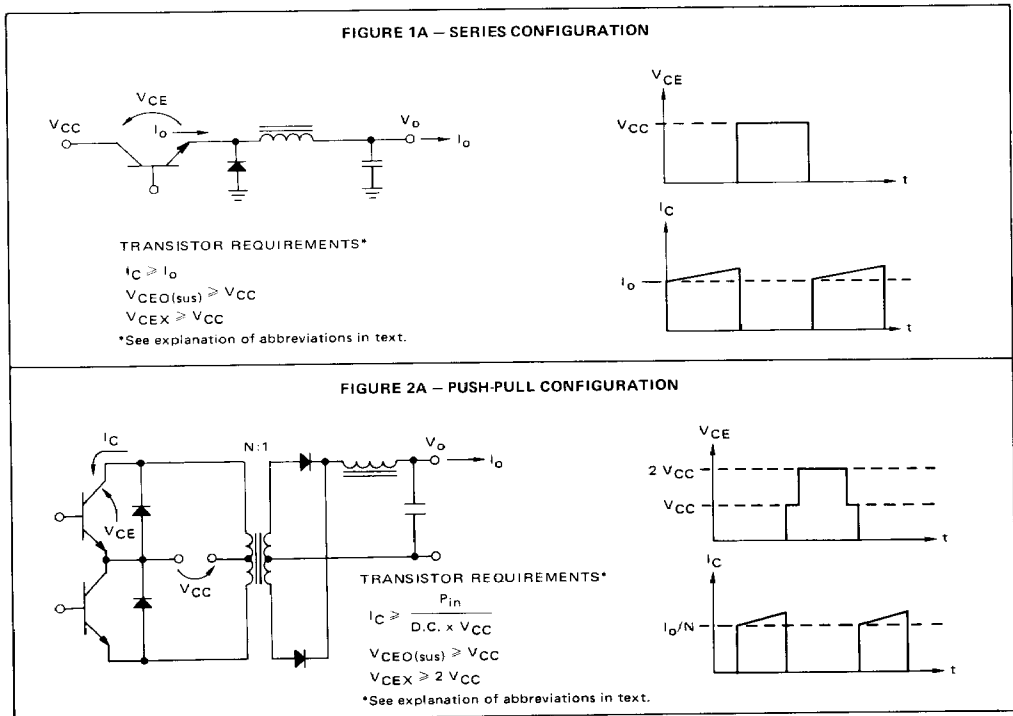 FIGURE 1A – SERIES CONFIGURATION
VCE
VCC
Io
Vo
Io
TRANSISTOR REQUIREMENTS*
IC ⩾ Io
VCEO(sus) ⩾ VCC
VCEX ⩾ VCC
*See explanation of abbreviations in text.
VCE
VCC
t
IC
Io
t
FIGURE 2A – PUSH-PULL CONFIGURATION
IC
VCE
VCC
N:1
Vo
Io
TRANSISTOR REQUIREMENTS*
IC ⩾ Pin / D.C. x VCC
VCEO(sus) ⩾ VCC
VCEX ⩾ 2 VCC
*See explanation of abbreviations in text.
VCE
2 VCC
VCC
t
IC
Io/N
t